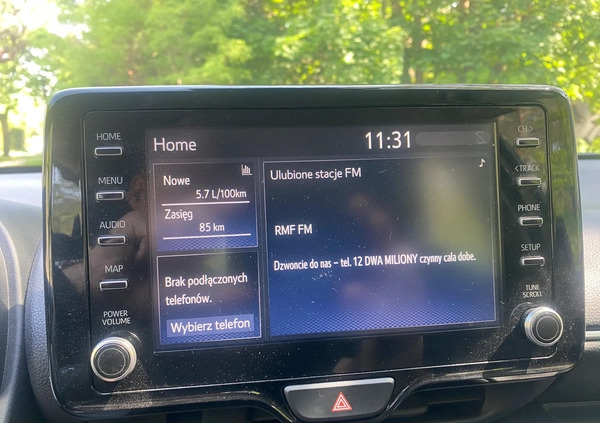 HOME
MENU
AUDIO
MAP
POWER
VOLUME
Home
11:31
Nowe
5.7 L/100km
Zasięg
85 km
Brak podłączonych
telefonów.
Wybierz telefon
Ulubione stacje FM
RMF FM
Dzwoncie do nas – tel. 12 DWA MILIONY czynny cała dobe.
CH >
< TRACK
PHONE
SETUP
TUNE
SCROLL